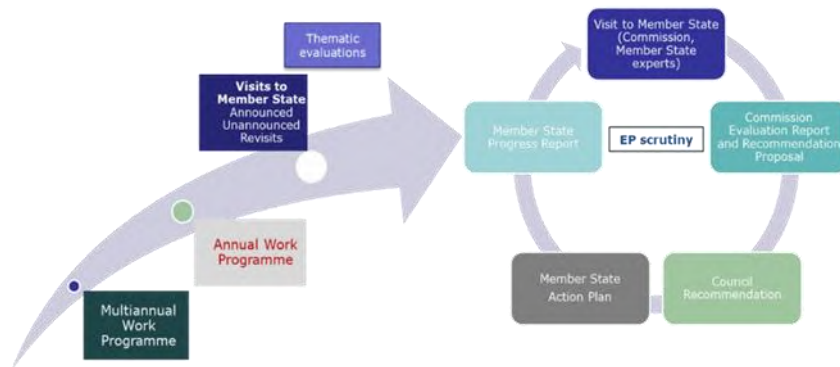 Thematic
evaluations
Visits to
Member State
Announced
Unannounced
Revisits
Annual Work
Programme
Multiannual
Work
Programme
Visit to Member State
(Commission,
Member State
experts)
Commission
Evaluation Report
and Recommendation
Proposal
Council
Recommendation
Member State
Action Plan
Member State
Progress Report
EP scrutiny